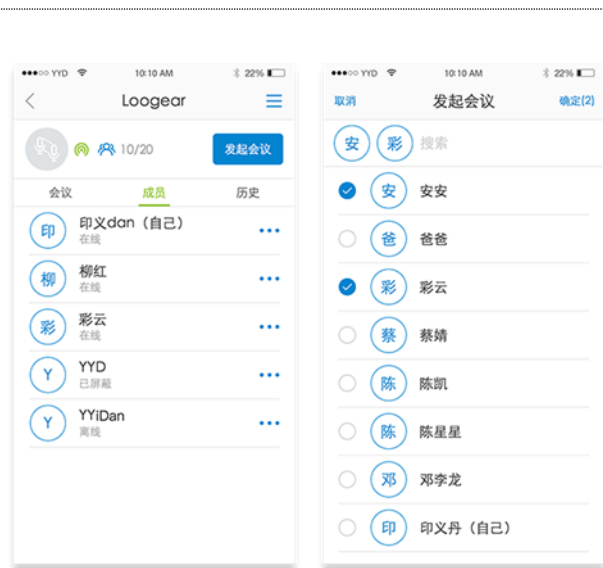 YYD 10:10 AM 22%
Loogear
10/20 发起会议
会议 成员 历史
印 印义dan（自己）
在线
柳 柳红
在线
彩 彩云
在线
Y YYD
已屏蔽
Y YYiDan
离线
YYD 10:10 AM 22%
取消 发起会议 确定(2)
安 彩 搜索
安 安安
爸 爸爸
彩 彩云
蔡 蔡婧
陈 陈凯
陈 陈星星
邓 邓李龙
印 印义丹（自己）